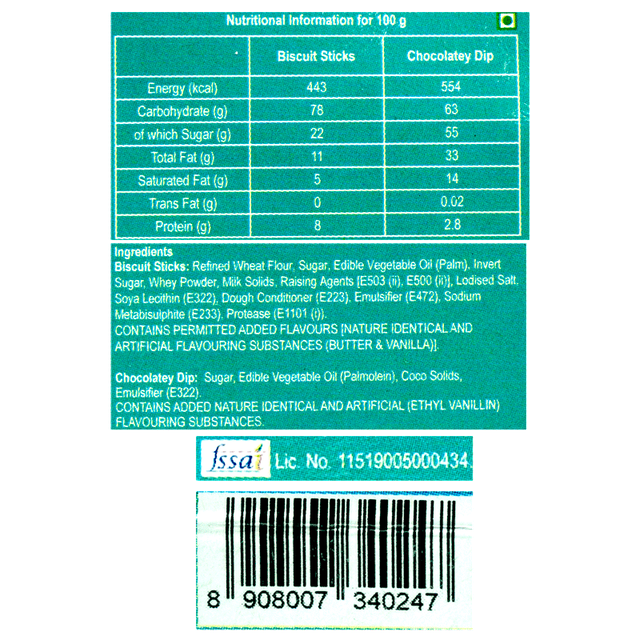 Nutritional Information for 100 g
Biscuit Sticks Chocolatey Dip
Energy (kcal) 443 554
Carbohydrate (g) 78 63
of which Sugar (g) 22 55
Total Fat (g) 11 33
Saturated Fat (g) 5 14
Trans Fat (g) 0 0.02
Protein (g) 8 2.8
Ingredients
Biscuit Sticks: Refined Wheat Flour, Sugar, Edible Vegetable Oil (Palm), Invert
Sugar, Whey Powder, Milk Solids, Raising Agents [E503 (ii), E500 (ii)], Lodised Salt,
Soya Lecithin (E322), Dough Conditioner (E223), Emulsifier (E472), Sodium
Metabisulphite (E233), Protease (E1101 (i)).
CONTAINS PERMITTED ADDED FLAVOURS [NATURE IDENTICAL AND
ARTIFICIAL FLAVOURING SUBSTANCES (BUTTER & VANILLA)].
Chocolatey Dip: Sugar, Edible Vegetable Oil (Palmolein), Coco Solids,
Emulsifier (E322).
CONTAINS ADDED NATURE IDENTICAL AND ARTIFICIAL (ETHYL VANILLIN)
FLAVOURING SUBSTANCES.
fssai Lic. No. 11519005000434
8 908007 340247